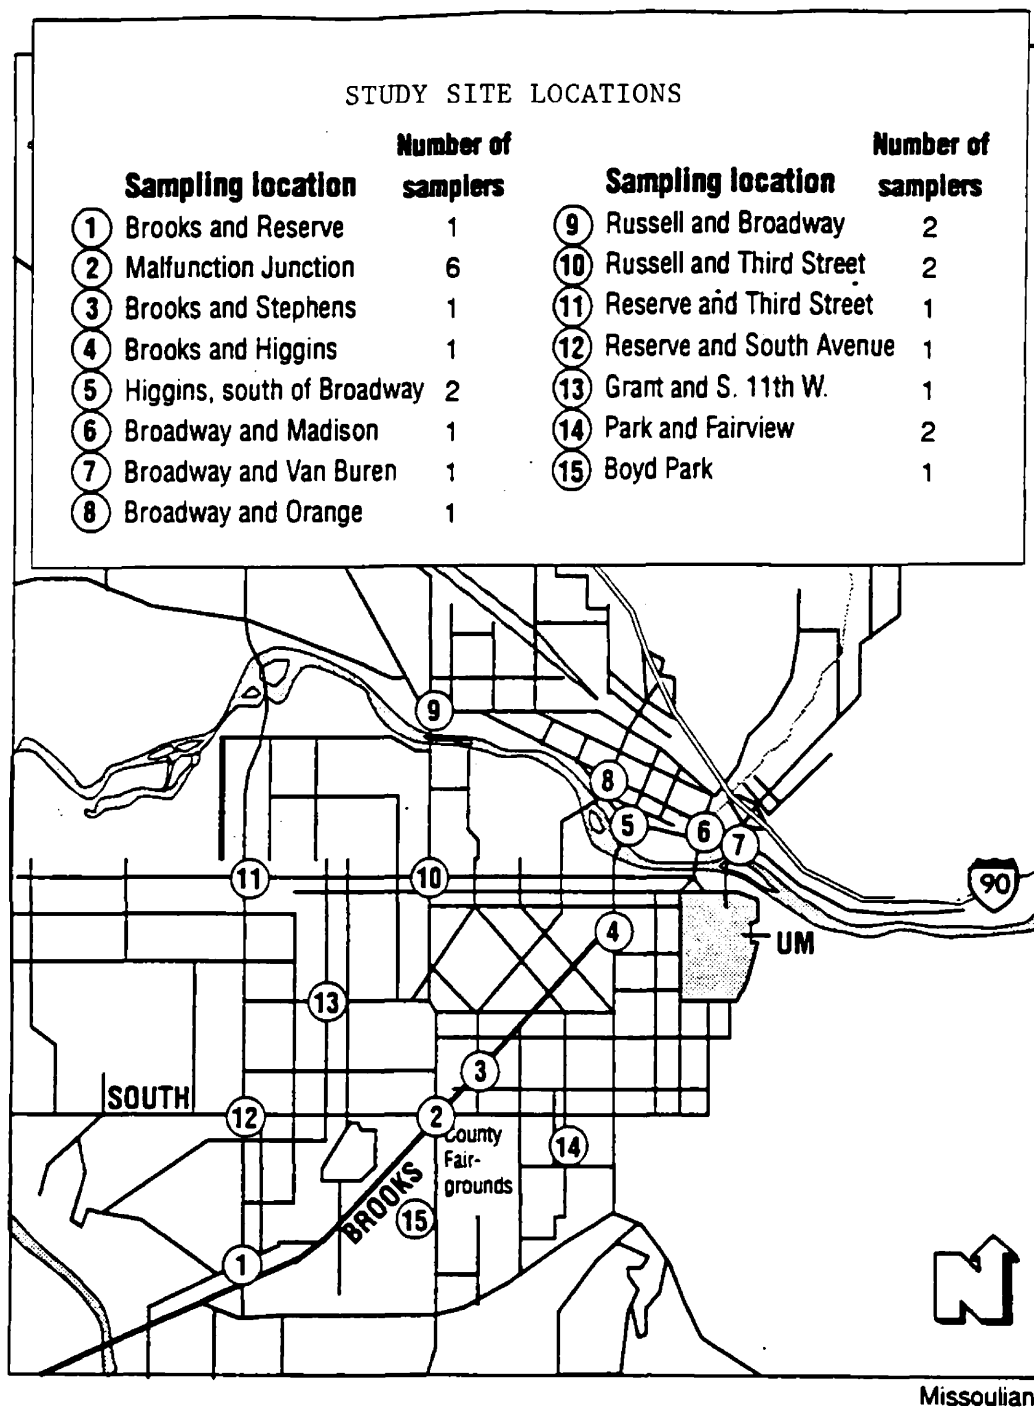 STUDY SITE LOCATIONS
Sampling location Number of samplers
1 Brooks and Reserve 1
2 Malfunction Junction 6
3 Brooks and Stephens 1
4 Brooks and Higgins 1
5 Higgins, south of Broadway 2
6 Broadway and Madison 1
7 Broadway and Van Buren 1
8 Broadway and Orange 1
Sampling location Number of samplers
9 Russell and Broadway 2
10 Russell and Third Street 2
11 Reserve and Third Street 1
12 Reserve and South Avenue 1
13 Grant and S. 11th W. 1
14 Park and Fairview 2
15 Boyd Park 1
9
8
5
6
7
11
10
90
4
UM
13
3
SOUTH
12
2
County
Fair-
grounds
14
BROOKS
15
1
N
Missoulian